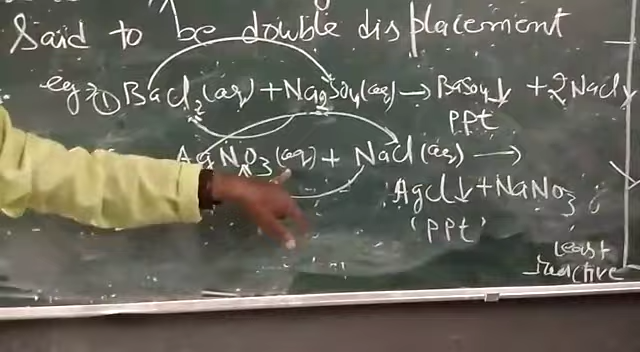 Said to be double displacement
eg⇒ ① BaCl₂(aq) + Na₂SO₄(aq) → BaSO₄↓ + 2NaCl
PPt
AgNO₃(aq) + NaCl(aq) →
AgCl↓ + NaNO₃
PPt
least
reactive